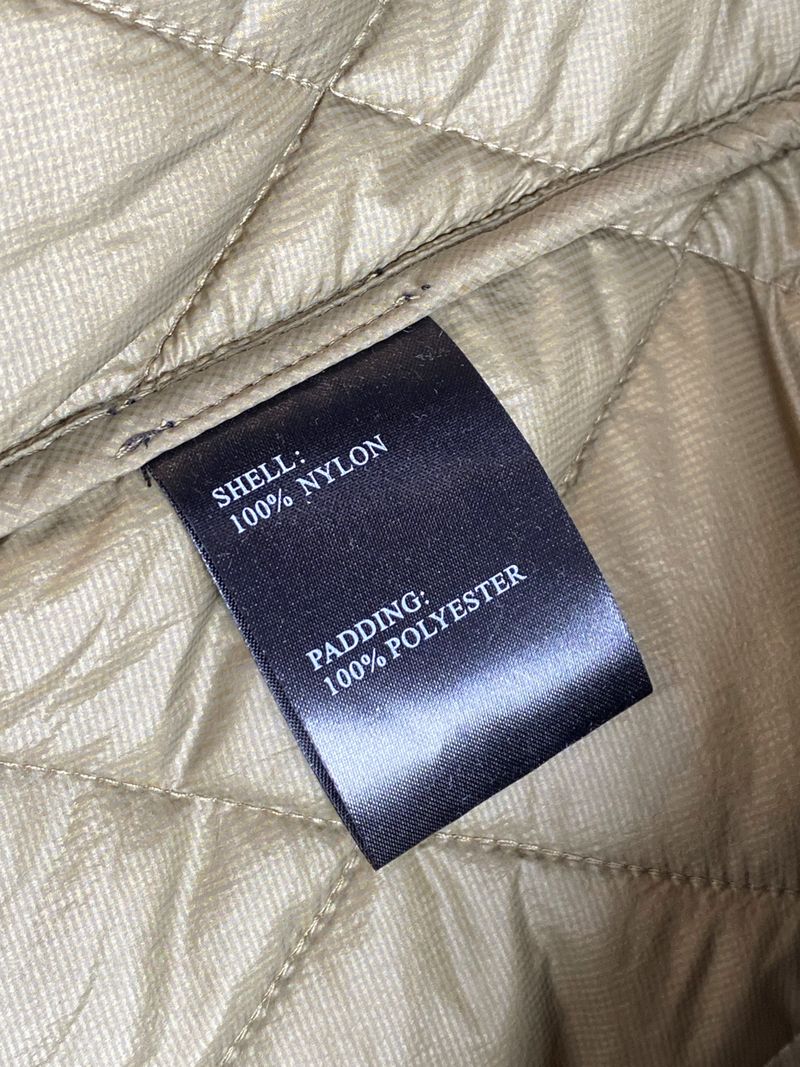 SHELL:
100% NYLON
PADDING:
100% POLYESTER